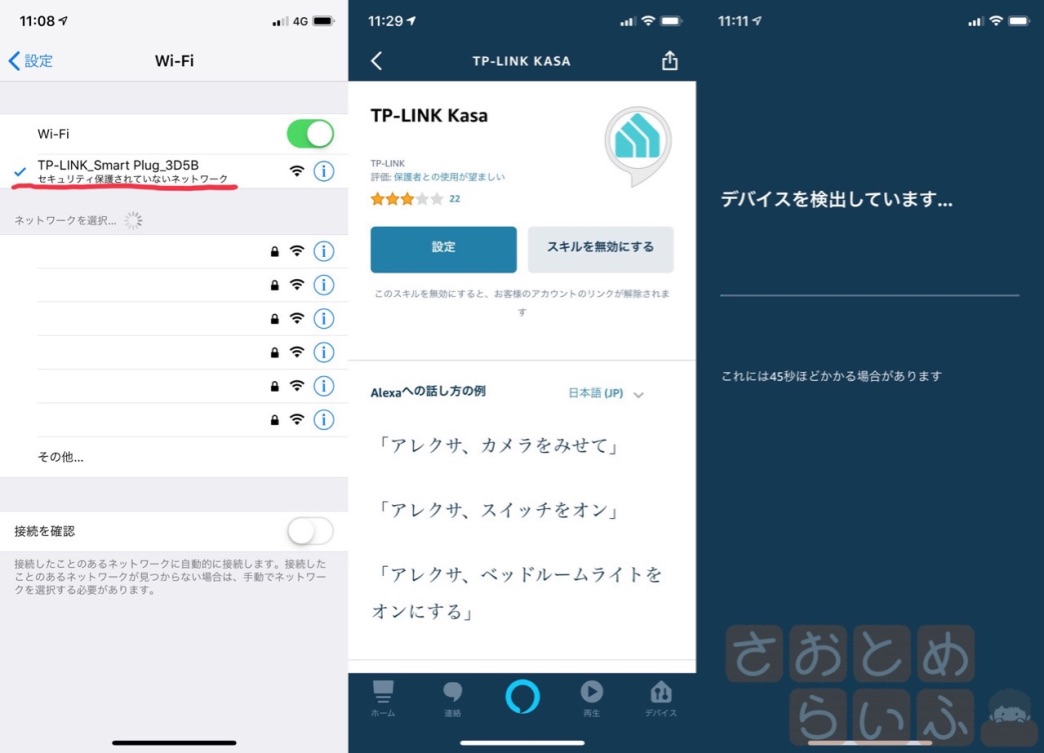 11:08
4G
設定
Wi-Fi
Wi-Fi
TP-LINK_Smart Plug_3D5B
セキュリティ保護されていないネットワーク
ネットワークを選択...
その他...
接続を確認
接続したことのあるネットワークに自動的に接続します。接続した
ことのあるネットワークが見つからない場合は、手動でネットワー
クを選択する必要があります。
11:29
TP-LINK KASA
TP-LINK Kasa
TP-LINK
評価: 保護者との使用が望ましい
22
設定
スキルを無効にする
このスキルを無効にすると、お客様のアカウントのリンクが解除されま
す
Alexaへの話し方の例
日本語 (JP)
「アレクサ、カメラをみせて」
「アレクサ、スイッチをオン」
「アレクサ、ベッドルームライトを
オンにする」
ホーム
連絡
再生
デバイス
11:11
デバイスを検出しています...
これには45秒ほどかかる場合があります
さおとめ
らいふ